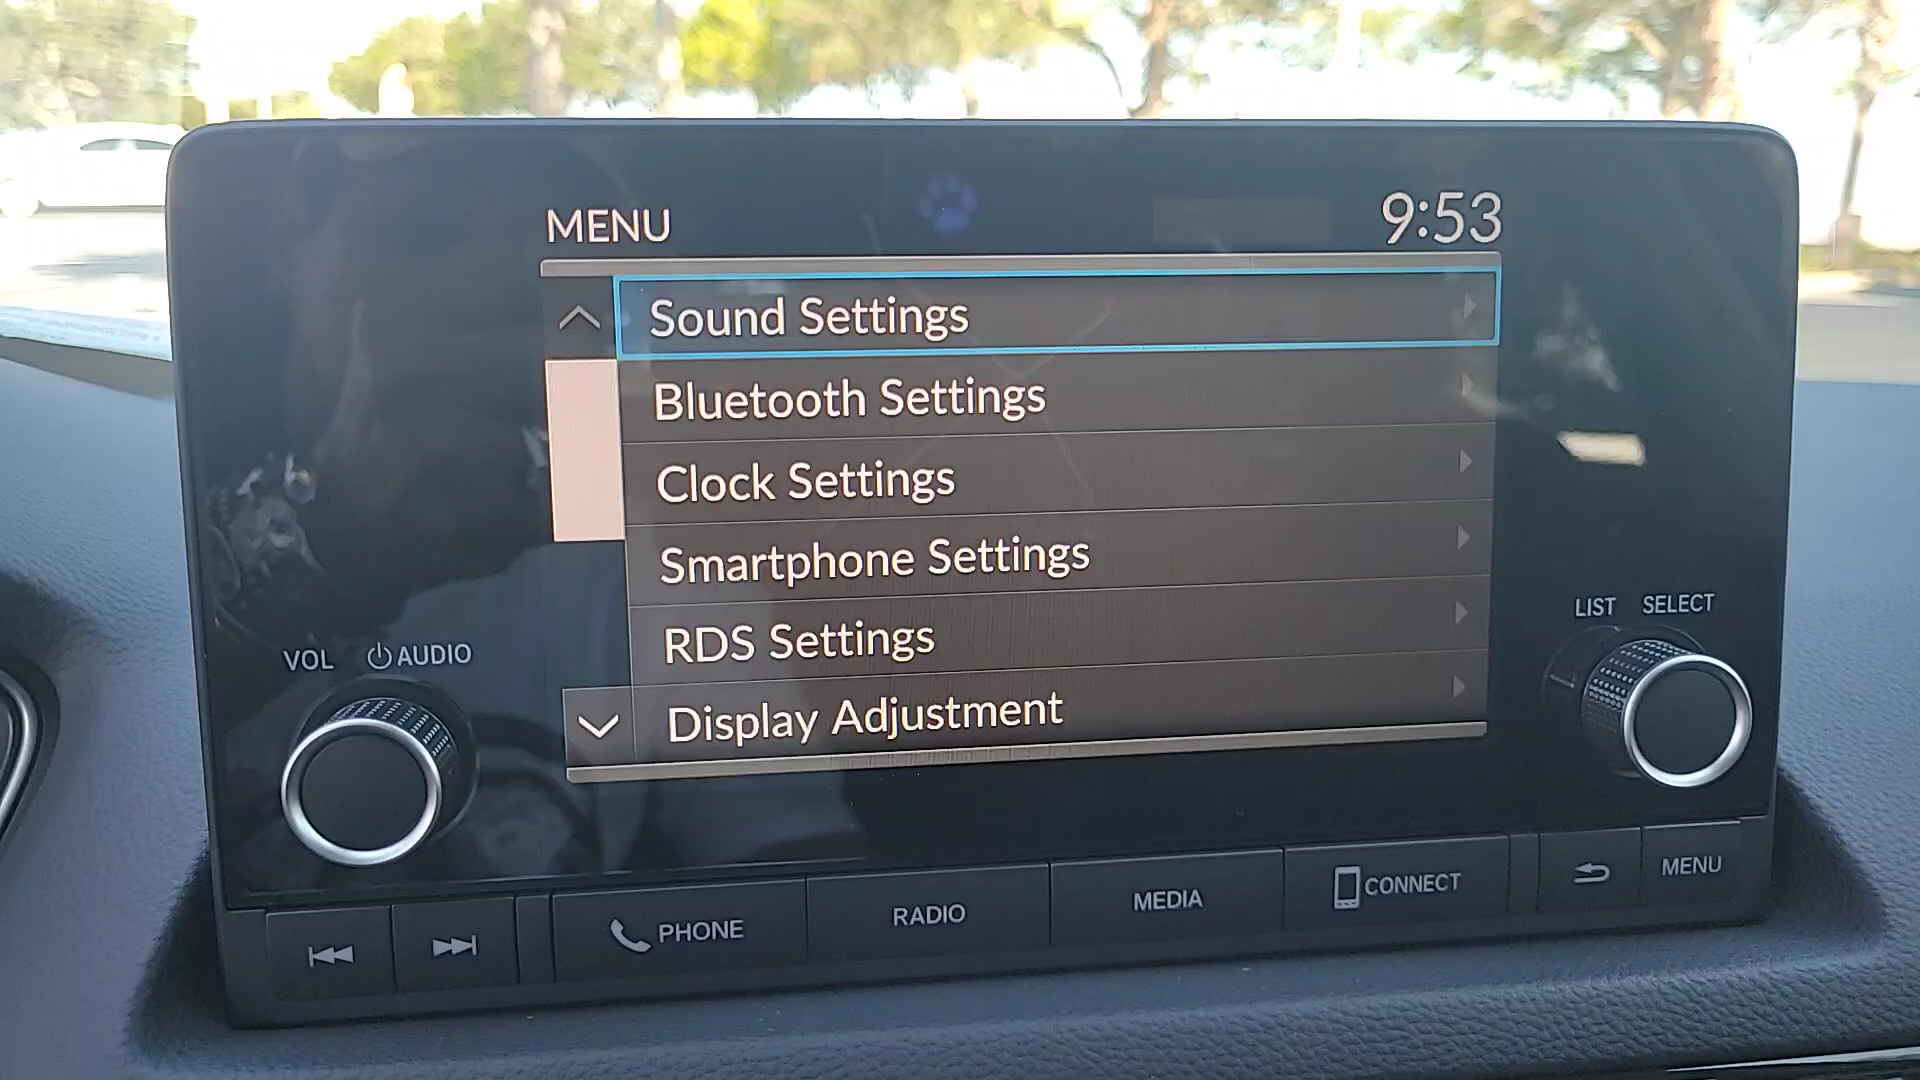 MENU
9:53
Sound Settings
Bluetooth Settings
Clock Settings
Smartphone Settings
RDS Settings
Display Adjustment
VOL AUDIO
LIST SELECT
PHONE
RADIO
MEDIA
CONNECT
MENU